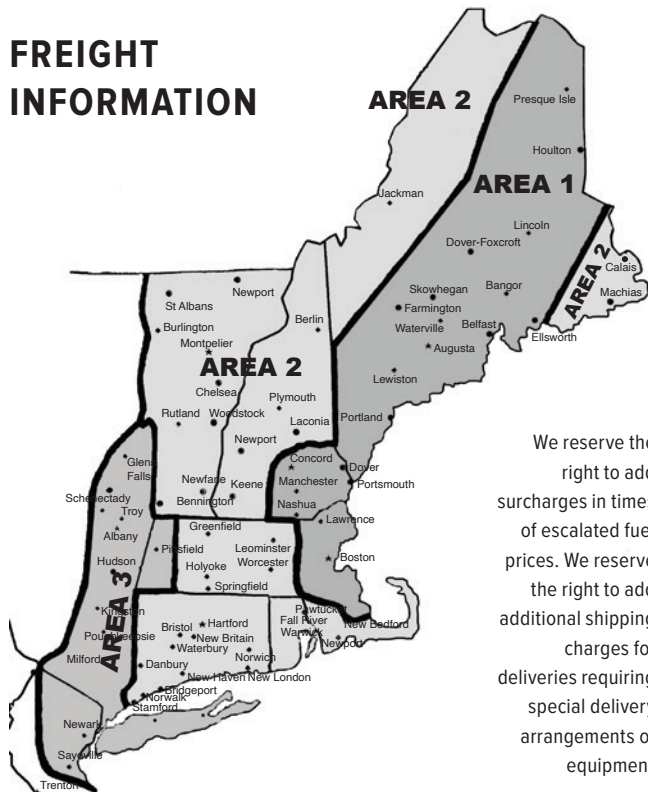 FREIGHT
INFORMATION
AREA 2
Presque Isle
Houlton
AREA 1
Jackman
Lincoln
Dover-Foxcroft
AREA 2
Calais
Machias
Newport
St Albans
Skowhegan
Bangor
Farmington
Burlington
Berlin
Waterville
Belfast
Ellsworth
Montpelier
Augusta
AREA 2
Chelsea
Lewiston
Plymouth
Rutland
Woodstock
Laconia
Portland
Newport
Glens
Falls
Concord
Dover
Manchester
Portsmouth
Schenectady
Newfane
Keene
Troy
Bennington
Nashua
Albany
Greenfield
Lawrence
Pittsfield
Leominster
Boston
Hudson
Holyoke
Worcester
AREA 3
Springfield
Kingston
Pawtucket
Hartford
Fall River
New Bedford
Poughkeepsie
Bristol
New Britain
Warwick
Newport
Waterbury
Milford
Danbury
Norwich
New Haven
New London
Bridgeport
Norwalk
Stamford
Newark
Sayeville
Trenton
We reserve the
right to add
surcharges in times
of escalated fue
prices. We reserve
the right to add
additional shipping
charges fo
deliveries requiring
special delivery
arrangements o
equipment